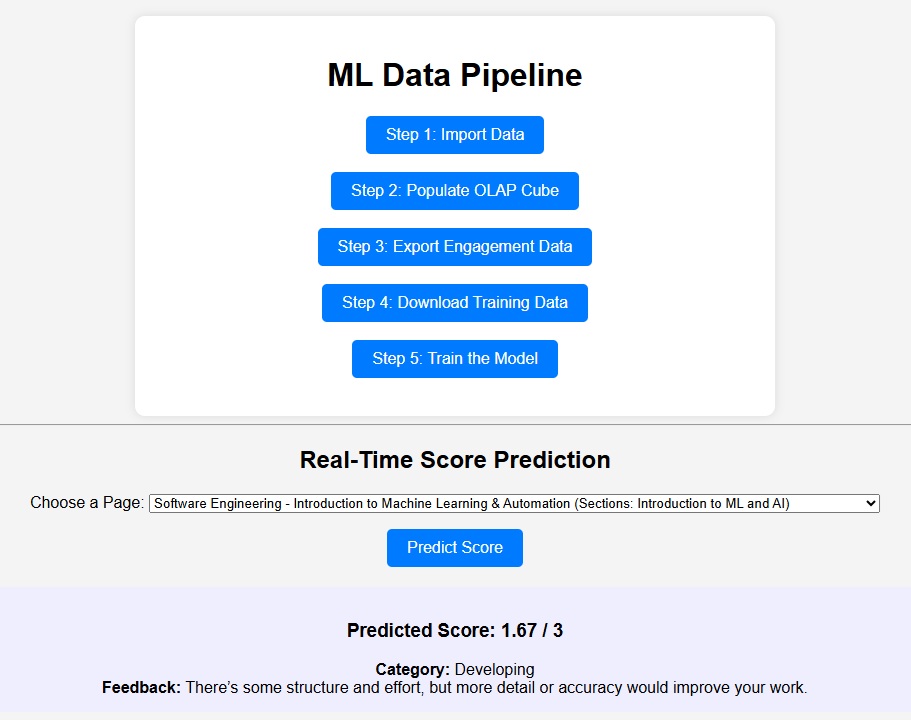 ML Data Pipeline
Step 1: Import Data
Step 2: Populate OLAP Cube
Step 3: Export Engagement Data
Step 4: Download Training Data
Step 5: Train the Model
Real-Time Score Prediction
Choose a Page: Software Engineering - Introduction to Machine Learning & Automation (Sections: Introduction to ML and AI)
Predict Score
Predicted Score: 1.67 / 3
Category: Developing
Feedback: There’s some structure and effort, but more detail or accuracy would improve your work.